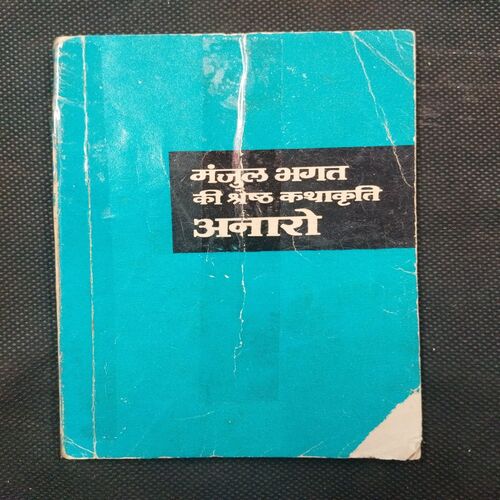 मंजुल भगत
की श्रेष्ठ कथाकृति
अनारो